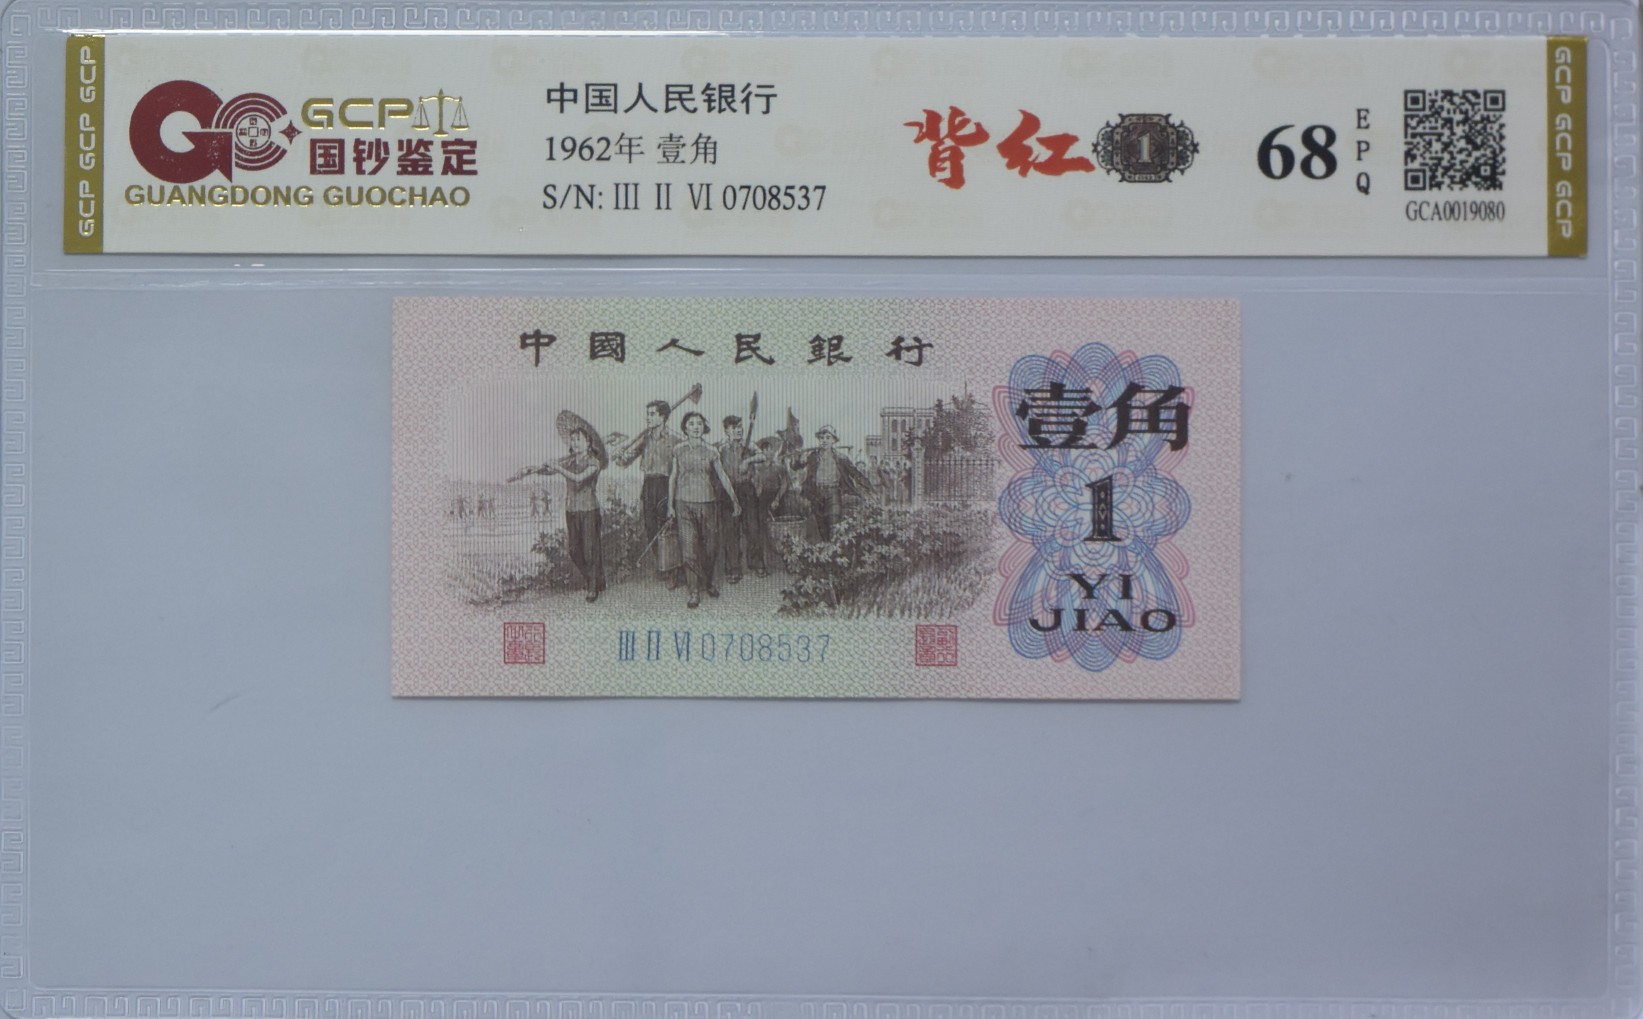 GCP GCP GCP
GCP
国钞鉴定
GUANGDONG GUOCHAO
中国人民银行
1962年 壹角
S/N: III II VI 0708537
背红
1
68
EPQ
GCA0019080
GCP GCP GCP
中國人民銀行
壹角
1
YI
JIAO
III II VI 0708537